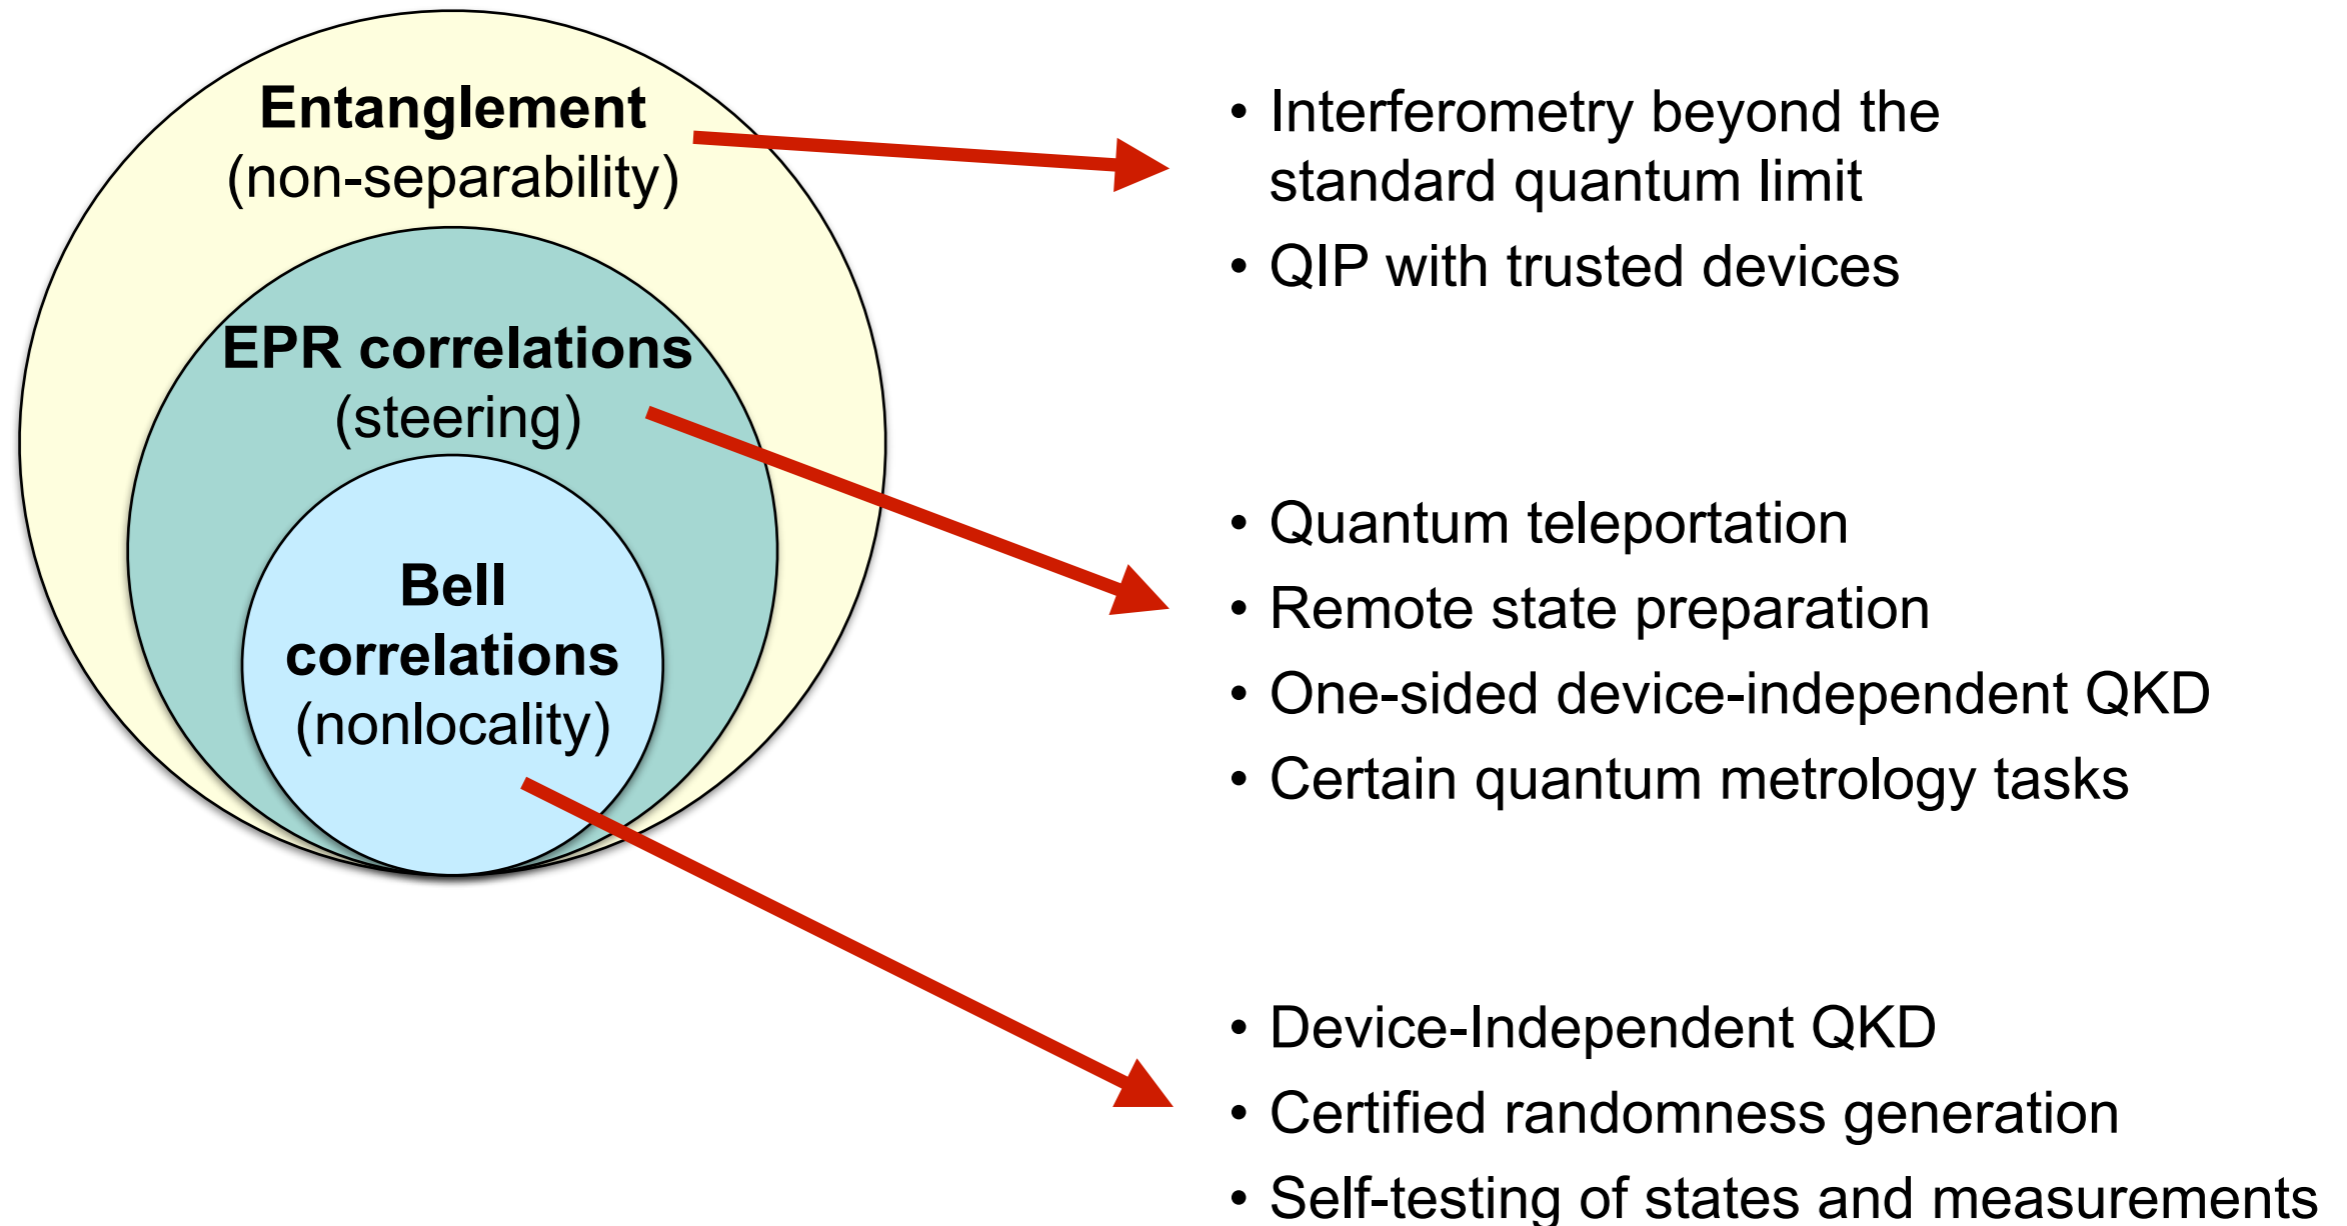 Entanglement
(non-separability)
EPR correlations
(steering)
Bell
correlations
(nonlocality)
• Interferometry beyond the
standard quantum limit
• QIP with trusted devices
• Quantum teleportation
• Remote state preparation
• One-sided device-independent QKD
• Certain quantum metrology tasks
• Device-Independent QKD
• Certified randomness generation
• Self-testing of states and measurements